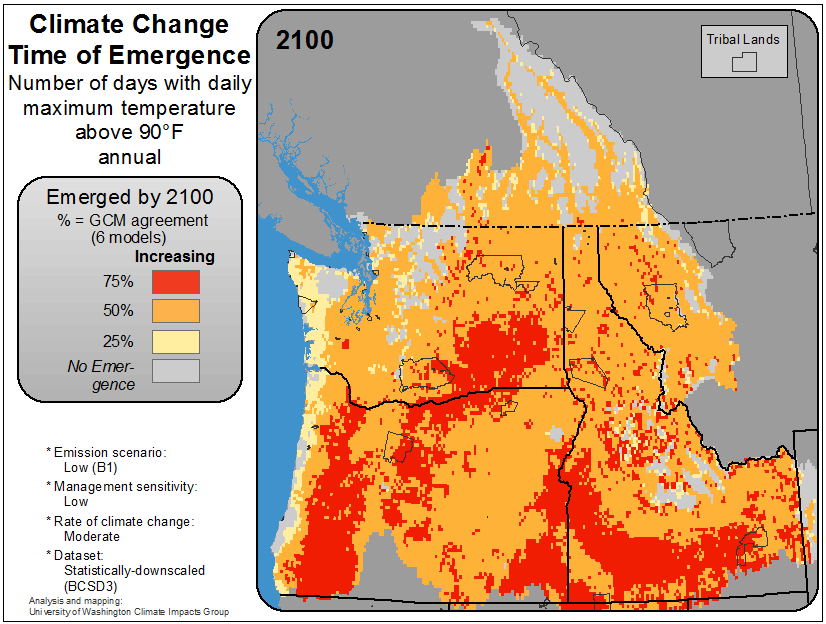 Climate Change
Time of Emergence
Number of days with daily
maximum temperature
above 90°F
annual
Emerged by 2100
% = GCM agreement
(6 models)
Increasing
75%
50%
25%
No Emer-
gence
* Emission scenario:
Low (B1)
* Management sensitivity:
Low
* Rate of climate change:
Moderate
* Dataset:
Statistically-downscaled
(BCSD3)
Analysis and mapping:
University of Washington Climate Impacts Group
2100
Tribal Lands